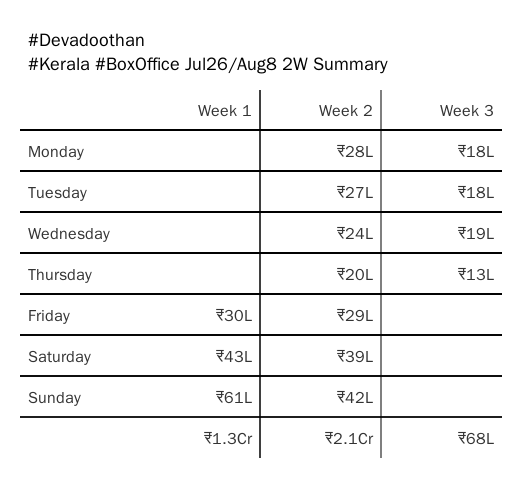 #Devadoothan
#Kerala #BoxOffice Jul26/Aug8 2W Summary
Week 1 Week 2 Week 3
Monday ₹28L ₹18L
Tuesday ₹27L ₹18L
Wednesday ₹24L ₹19L
Thursday ₹20L ₹13L
Friday ₹30L ₹29L
Saturday ₹43L ₹39L
Sunday ₹61L ₹42L
₹1.3Cr ₹2.1Cr ₹68L